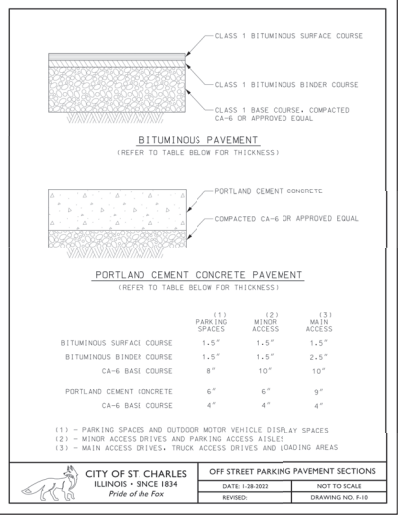 CLASS 1 BITUMINOUS SURFACE COURSE
CLASS 1 BITUMINOUS BINDER COURSE
CLASS 1 BASE COURSE, COMPACTED
CA-6 OR APPROVED EQUAL
BITUMINOUS PAVEMENT
(REFER TO TABLE BELOW FOR THICKNESS)
PORTLAND CEMENT CONCRETE
COMPACTED CA-6 OR APPROVED EQUAL
PORTLAND CEMENT CONCRETE PAVEMENT
(REFER TO TABLE BELOW FOR THICKNESS)
(1) (2) (3)
PARKING MINOR MAIN
SPACES ACCESS ACCESS
BITUMINOUS SURFACE COURSE 1.5" 1.5" 1.5"
BITUMINOUS BINDER COURSE 1.5" 1.5" 2.5"
CA-6 BASE COURSE 8" 10" 10"
PORTLAND CEMENT CONCRETE 6" 6" 9"
CA-6 BASE COURSE 4" 4" 4"
(1) - PARKING SPACES AND OUTDOOR MOTOR VEHICLE DISPLAY SPACES
(2) - MINOR ACCESS DRIVES AND PARKING ACCESS AISLES
(3) - MAIN ACCESS DRIVES, TRUCK ACCESS DRIVES AND LOADING AREAS
CITY OF ST CHARLES
ILLINOIS • SINCE 1834
Pride of the Fox
OFF STREET PARKING PAVEMENT SECTIONS
DATE: 1-28-2022 NOT TO SCALE
REVISED: DRAWING NO. F-10